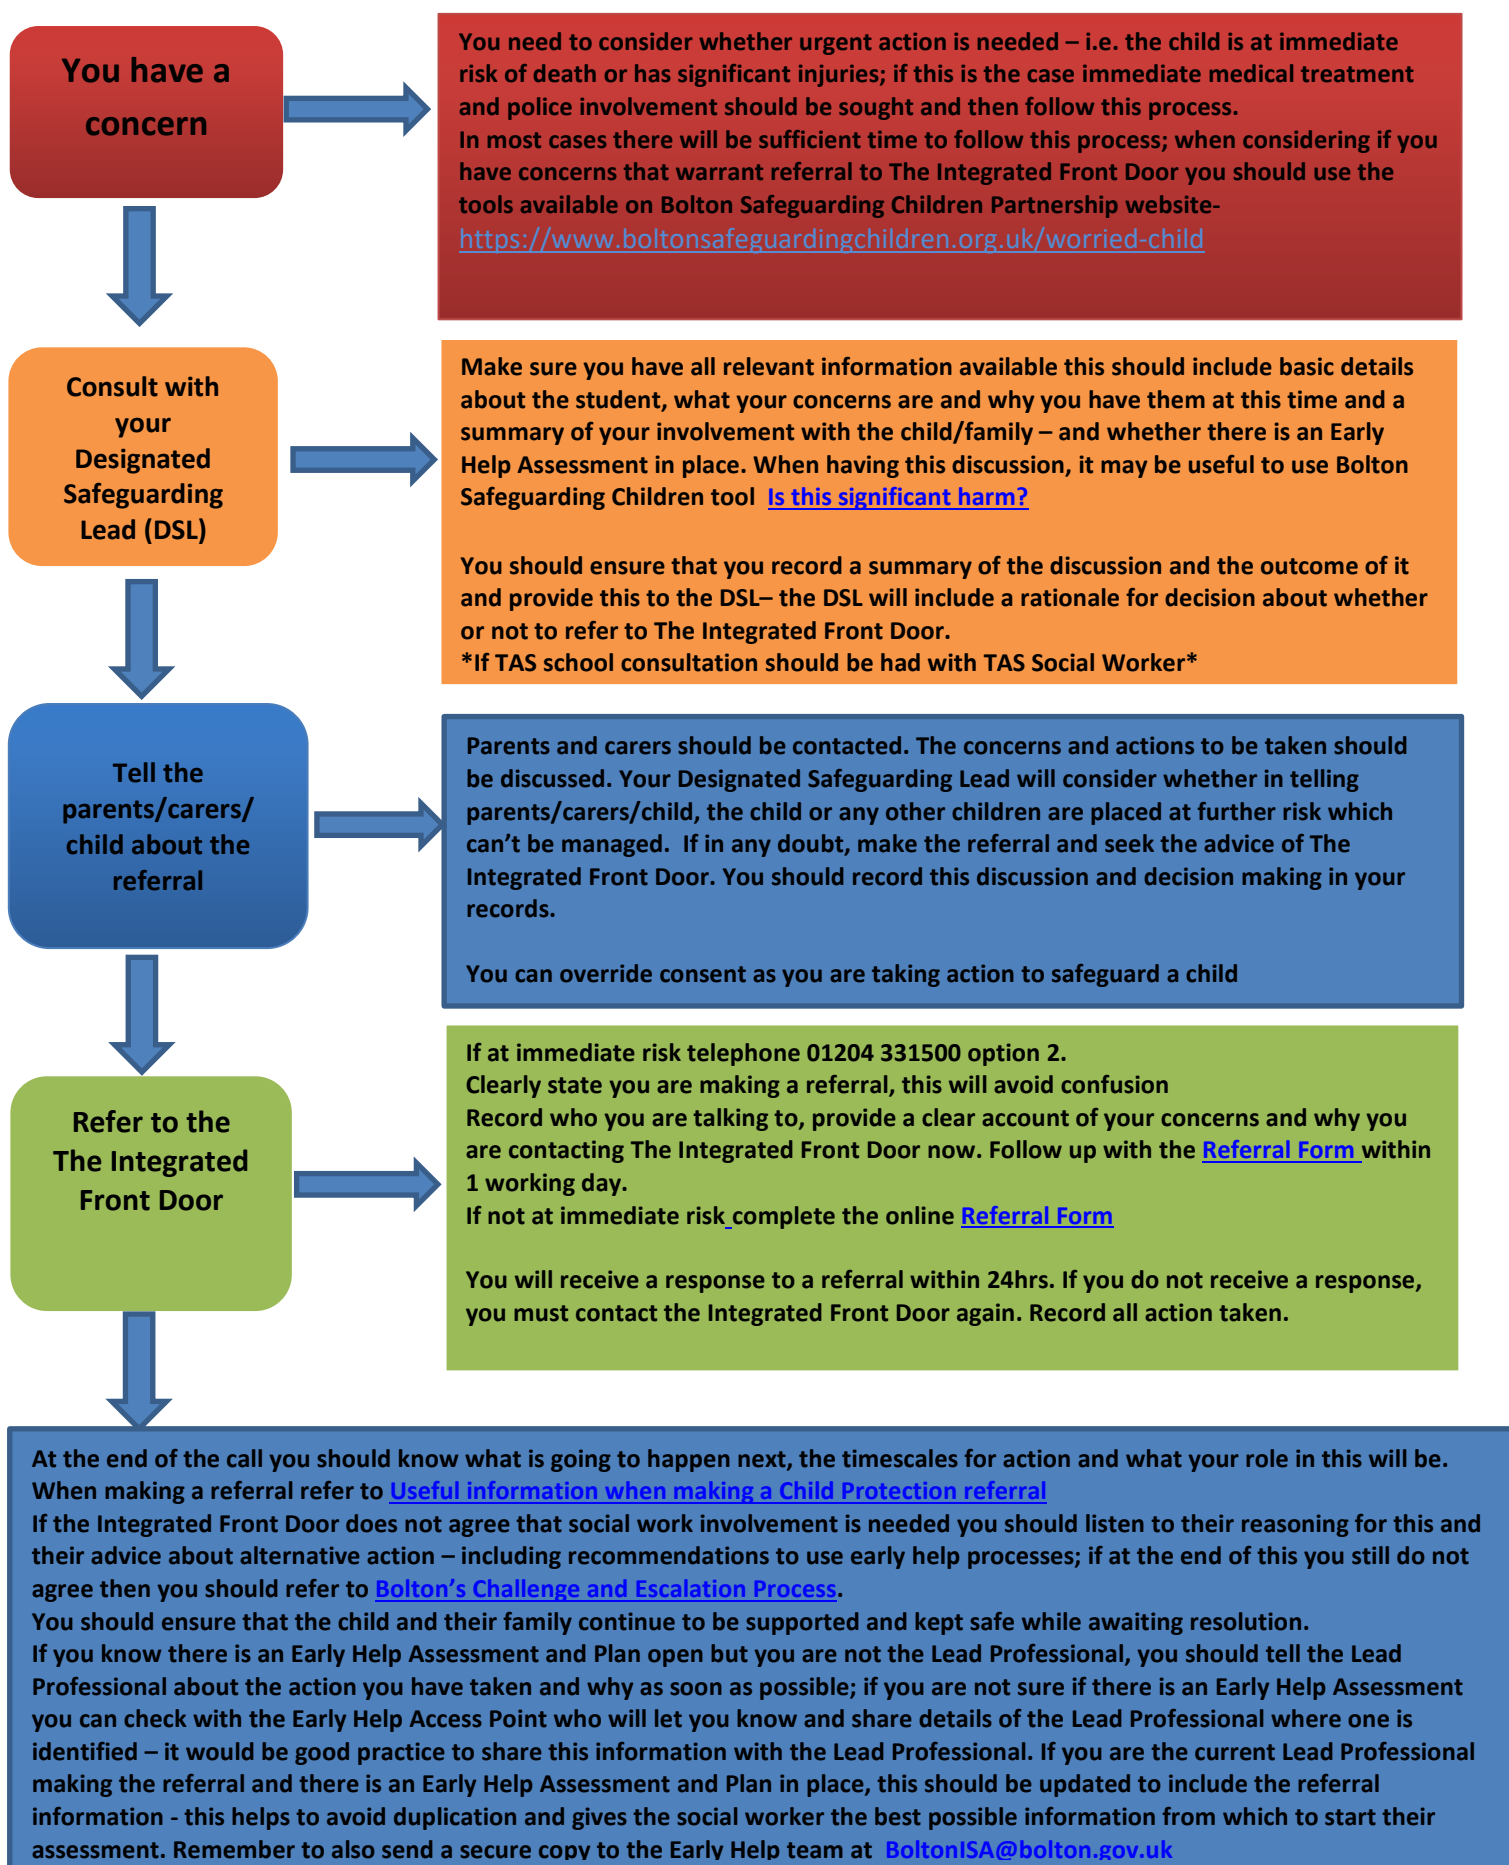 You have a
concern
You need to consider whether urgent action is needed – i.e. the child is at immediate
risk of death or has significant injuries; if this is the case immediate medical treatment
and police involvement should be sought and then follow this process.
In most cases there will be sufficient time to follow this process; when considering if you
have concerns that warrant referral to The Integrated Front Door you should use the
tools available on Bolton Safeguarding Children Partnership website-
https://www.boltonsafeguardingchildren.org.uk/worried-child
Consult with
your
Designated
Safeguarding
Lead (DSL)
Make sure you have all relevant information available this should include basic details
about the student, what your concerns are and why you have them at this time and a
summary of your involvement with the child/family – and whether there is an Early
Help Assessment in place. When having this discussion, it may be useful to use Bolton
Safeguarding Children tool Is this significant harm?
You should ensure that you record a summary of the discussion and the outcome of it
and provide this to the DSL– the DSL will include a rationale for decision about whether
or not to refer to The Integrated Front Door.
*If TAS school consultation should be had with TAS Social Worker*
Tell the
parents/carers/
child about the
referral
Parents and carers should be contacted. The concerns and actions to be taken should
be discussed. Your Designated Safeguarding Lead will consider whether in telling
parents/carers/child, the child or any other children are placed at further risk which
can’t be managed. If in any doubt, make the referral and seek the advice of The
Integrated Front Door. You should record this discussion and decision making in your
records.
You can override consent as you are taking action to safeguard a child
Refer to the
The Integrated
Front Door
If at immediate risk telephone 01204 331500 option 2.
Clearly state you are making a referral, this will avoid confusion
Record who you are talking to, provide a clear account of your concerns and why you
are contacting The Integrated Front Door now. Follow up with the Referral Form within
1 working day.
If not at immediate risk complete the online Referral Form
You will receive a response to a referral within 24hrs. If you do not receive a response,
you must contact the Integrated Front Door again. Record all action taken.
At the end of the call you should know what is going to happen next, the timescales for action and what your role in this will be.
When making a referral refer to Useful information when making a Child Protection referral
If the Integrated Front Door does not agree that social work involvement is needed you should listen to their reasoning for this and
their advice about alternative action – including recommendations to use early help processes; if at the end of this you still do not
agree then you should refer to Bolton’s Challenge and Escalation Process.
You should ensure that the child and their family continue to be supported and kept safe while awaiting resolution.
If you know there is an Early Help Assessment and Plan open but you are not the Lead Professional, you should tell the Lead
Professional about the action you have taken and why as soon as possible; if you are not sure if there is an Early Help Assessment
you can check with the Early Help Access Point who will let you know and share details of the Lead Professional where one is
identified – it would be good practice to share this information with the Lead Professional. If you are the current Lead Professional
making the referral and there is an Early Help Assessment and Plan in place, this should be updated to include the referral
information - this helps to avoid duplication and gives the social worker the best possible information from which to start their
assessment. Remember to also send a secure copy to the Early Help team at BoltonISA@bolton.gov.uk